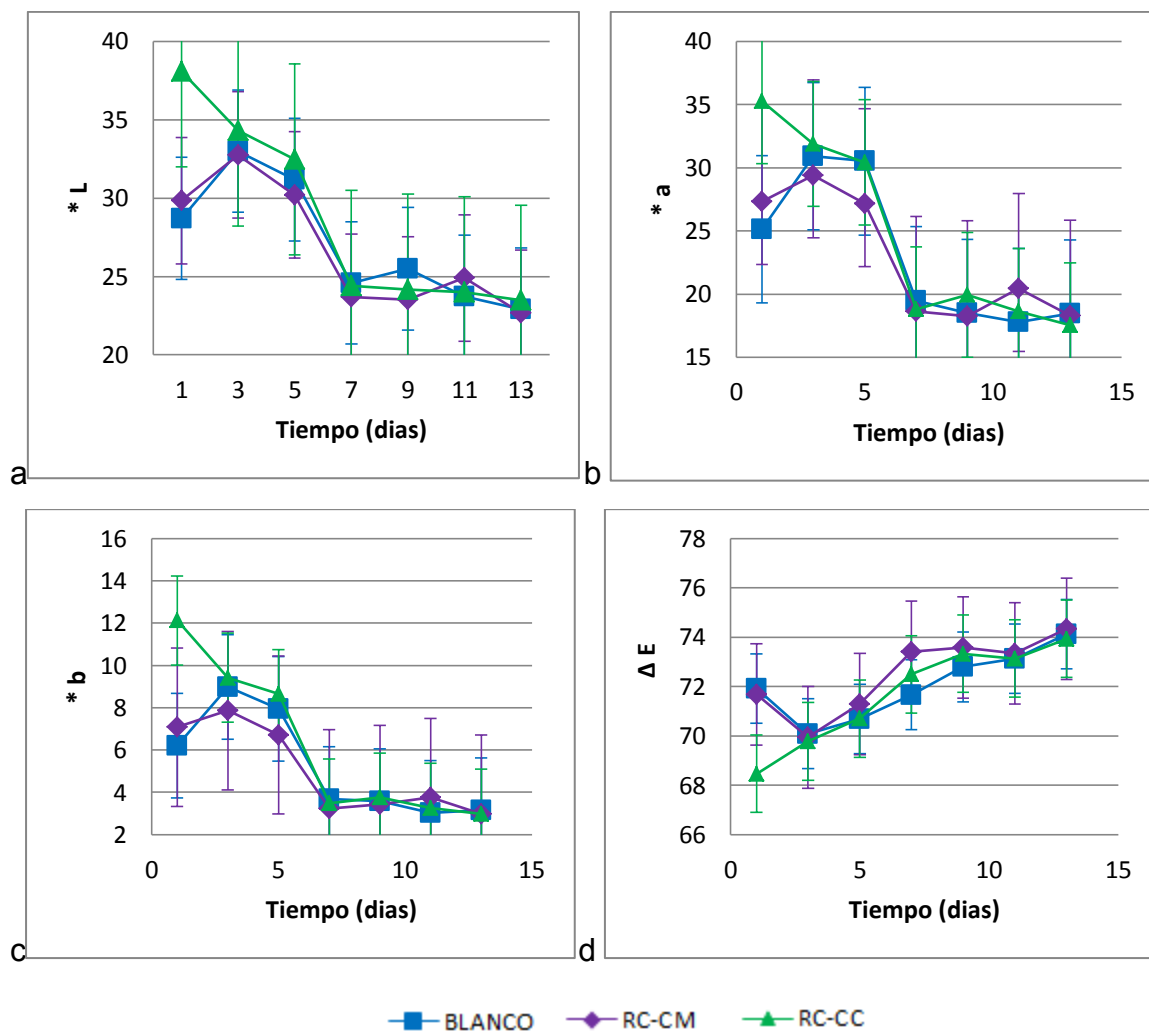 40
35
30
25
20
* L
1 3 5 7 9 11 13
Tiempo (dias)
a
40
35
30
25
20
15
* a
0 5 10 15
Tiempo (dias)
b
16
14
12
10
8
6
4
2
* b
0 5 10 15
Tiempo (dias)
c
78
76
74
72
70
68
66
Δ E
0 5 10 15
Tiempo (dias)
d
BLANCO RC-CM RC-CC